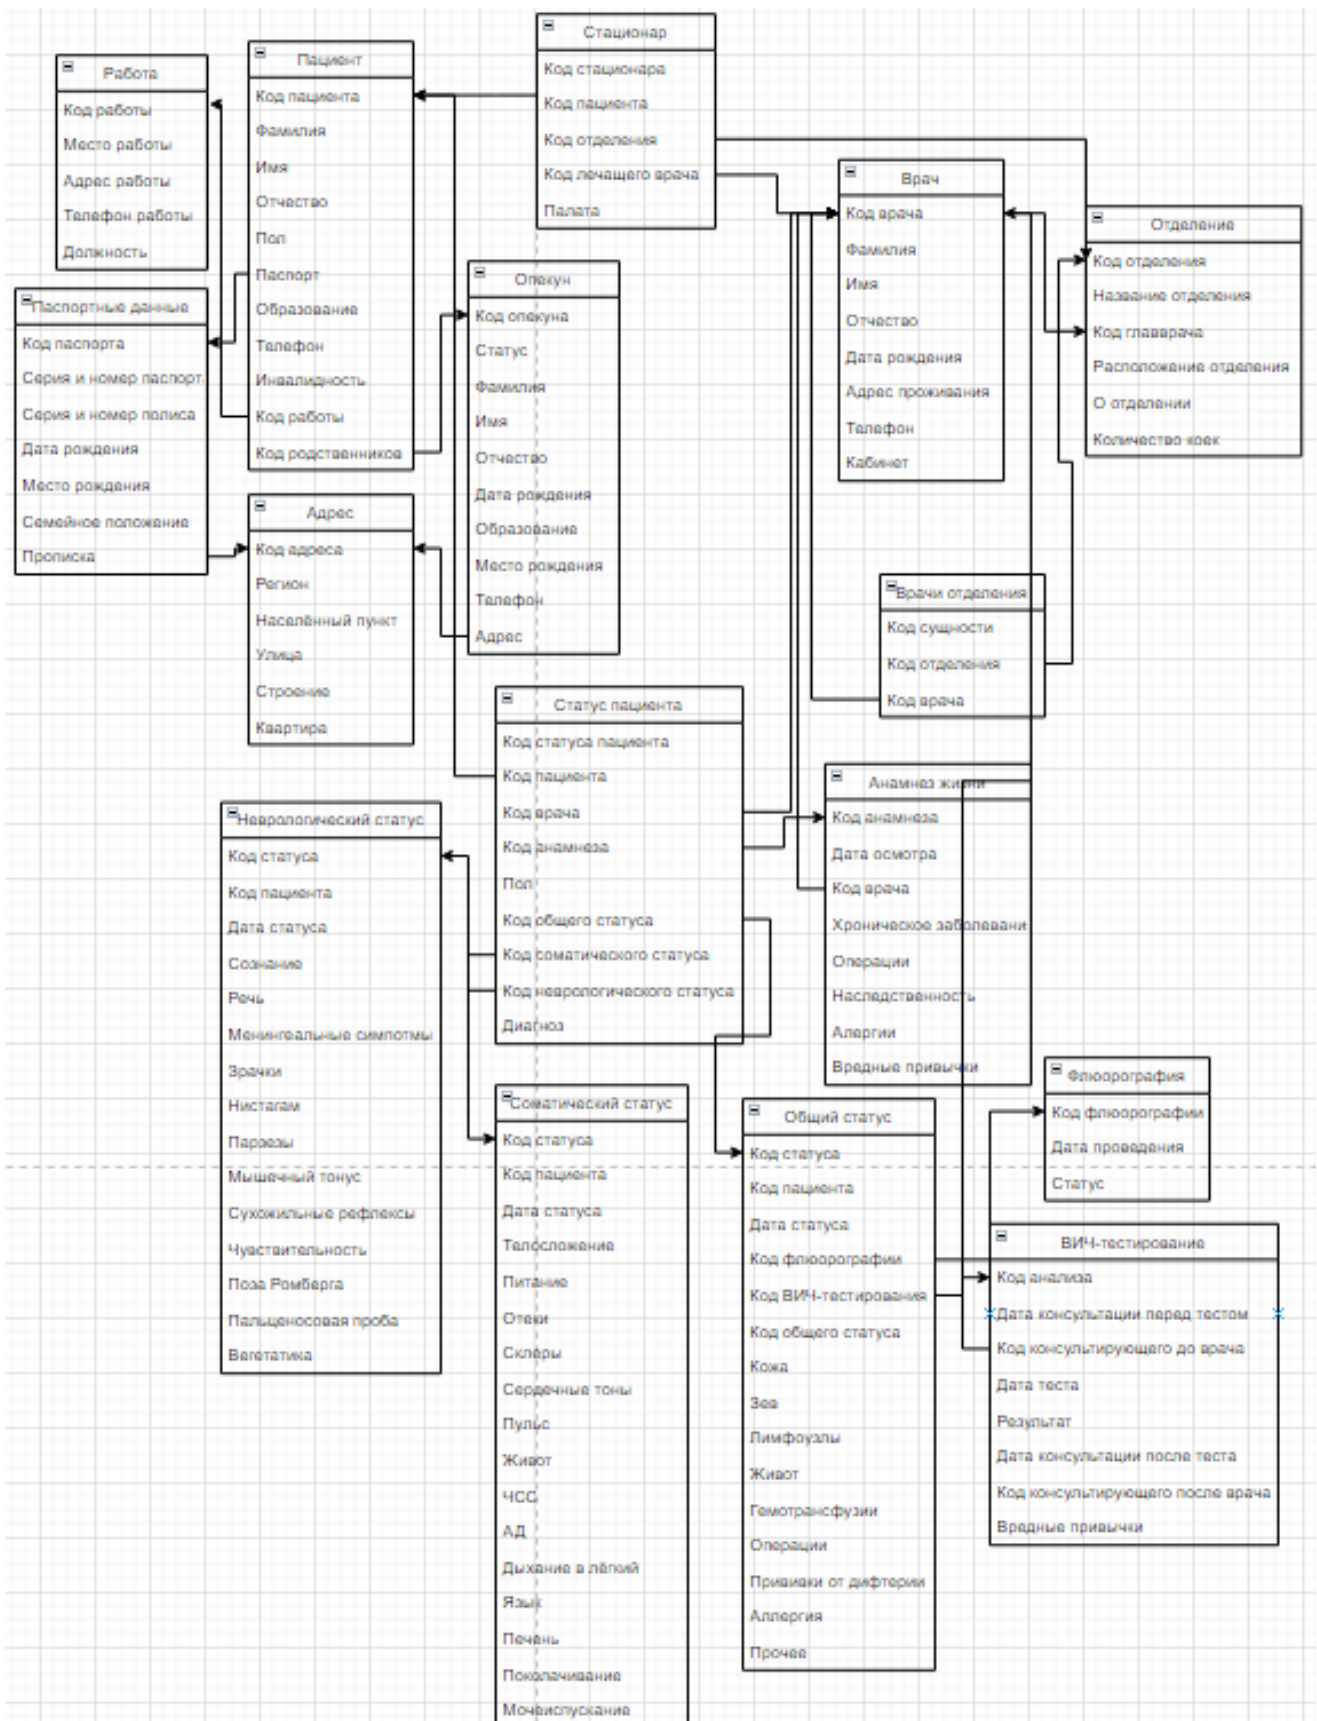 Стационар
Код стационара
Код пациента
Код отделения
Код лечащего врача
Палата
Пациент
Код пациента
Фамилия
Имя
Отчество
Пол
Паспорт
Образование
Телефон
Инвалидность
Код работы
Код родственников
Работа
Код работы
Место работы
Адрес работы
Телефон работы
Должность
Врач
Код врача
Фамилия
Имя
Отчество
Дата рождения
Адрес проживания
Телефон
Кабинет
Отделение
Код отделения
Название отделения
Код главврача
Расположение отделения
О отделении
Количество коек
Опекун
Код опекуна
Статус
Фамилия
Имя
Отчество
Дата рождения
Образование
Место рождения
Телефон
Адрес
Паспортные данные
Код паспорта
Серия и номер паспорт
Серия и номер полиса
Дата рождения
Место рождения
Семейное положение
Прописка
Адрес
Код адреса
Регион
Населённый пункт
Улица
Строение
Квартира
Врачи отделения
Код сущности
Код отделения
Код врача
Статус пациента
Код статуса пациента
Код пациента
Код врача
Код анамнеза
Пол
Код общего статуса
Код соматического статуса
Код неврологического статуса
Диагноз
Анамнез жизни
Код анамнеза
Дата осмотра
Код врача
Хроническое заболевани
Операции
Наследственность
Алергии
Вредные привычки
Неврологический статус
Код статуса
Код пациента
Дата статуса
Сознание
Речь
Менингеальные симпотмы
Зрачки
Нистагам
Парзезы
Мышечный тонус
Сухожильные рефлексы
Чувствительность
Поза Ромберга
Пальценосовая проба
Вегетатика
Соматический статус
Код статуса
Код пациента
Дата статуса
Телосложение
Питание
Отеки
Склеры
Сердечные тоны
Пульс
Живот
ЧСС
АД
Дыхание в лёгкий
Язык
Печень
Поколачивание
Мочеиспускание
Общий статус
Код статуса
Код пациента
Дата статуса
Код флюорографии
Код ВИЧ-тестирования
Код общего статуса
Кожа
Зев
Лимфоузлы
Живот
Гемотрансфузии
Операции
Прививки от дифтерии
Аллергия
Прочее
Флюорография
Код флюорографии
Дата проведения
Статус
ВИЧ-тестирование
Код анализа
Дата консультации перед тестом
Код консультирующего до врача
Дата теста
Результат
Дата консультации после теста
Код консультирующего после врача
Вредные привычки